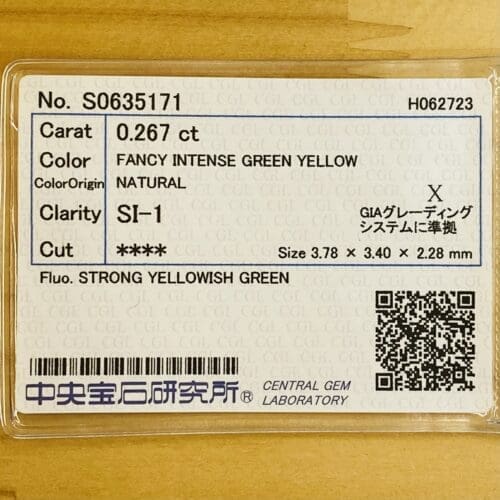 No. S0635171 H062723
Carat 0.267 ct
Color FANCY INTENSE GREEN YELLOW
ColorOrigin NATURAL
Clarity SI-1
X
GIAグレーディング
システムに準拠
Cut ****
Size 3.78 × 3.40 × 2.28 mm
Fluo. STRONG YELLOWISH GREEN
中央宝石研究所® CENTRAL GEM
LABORATORY